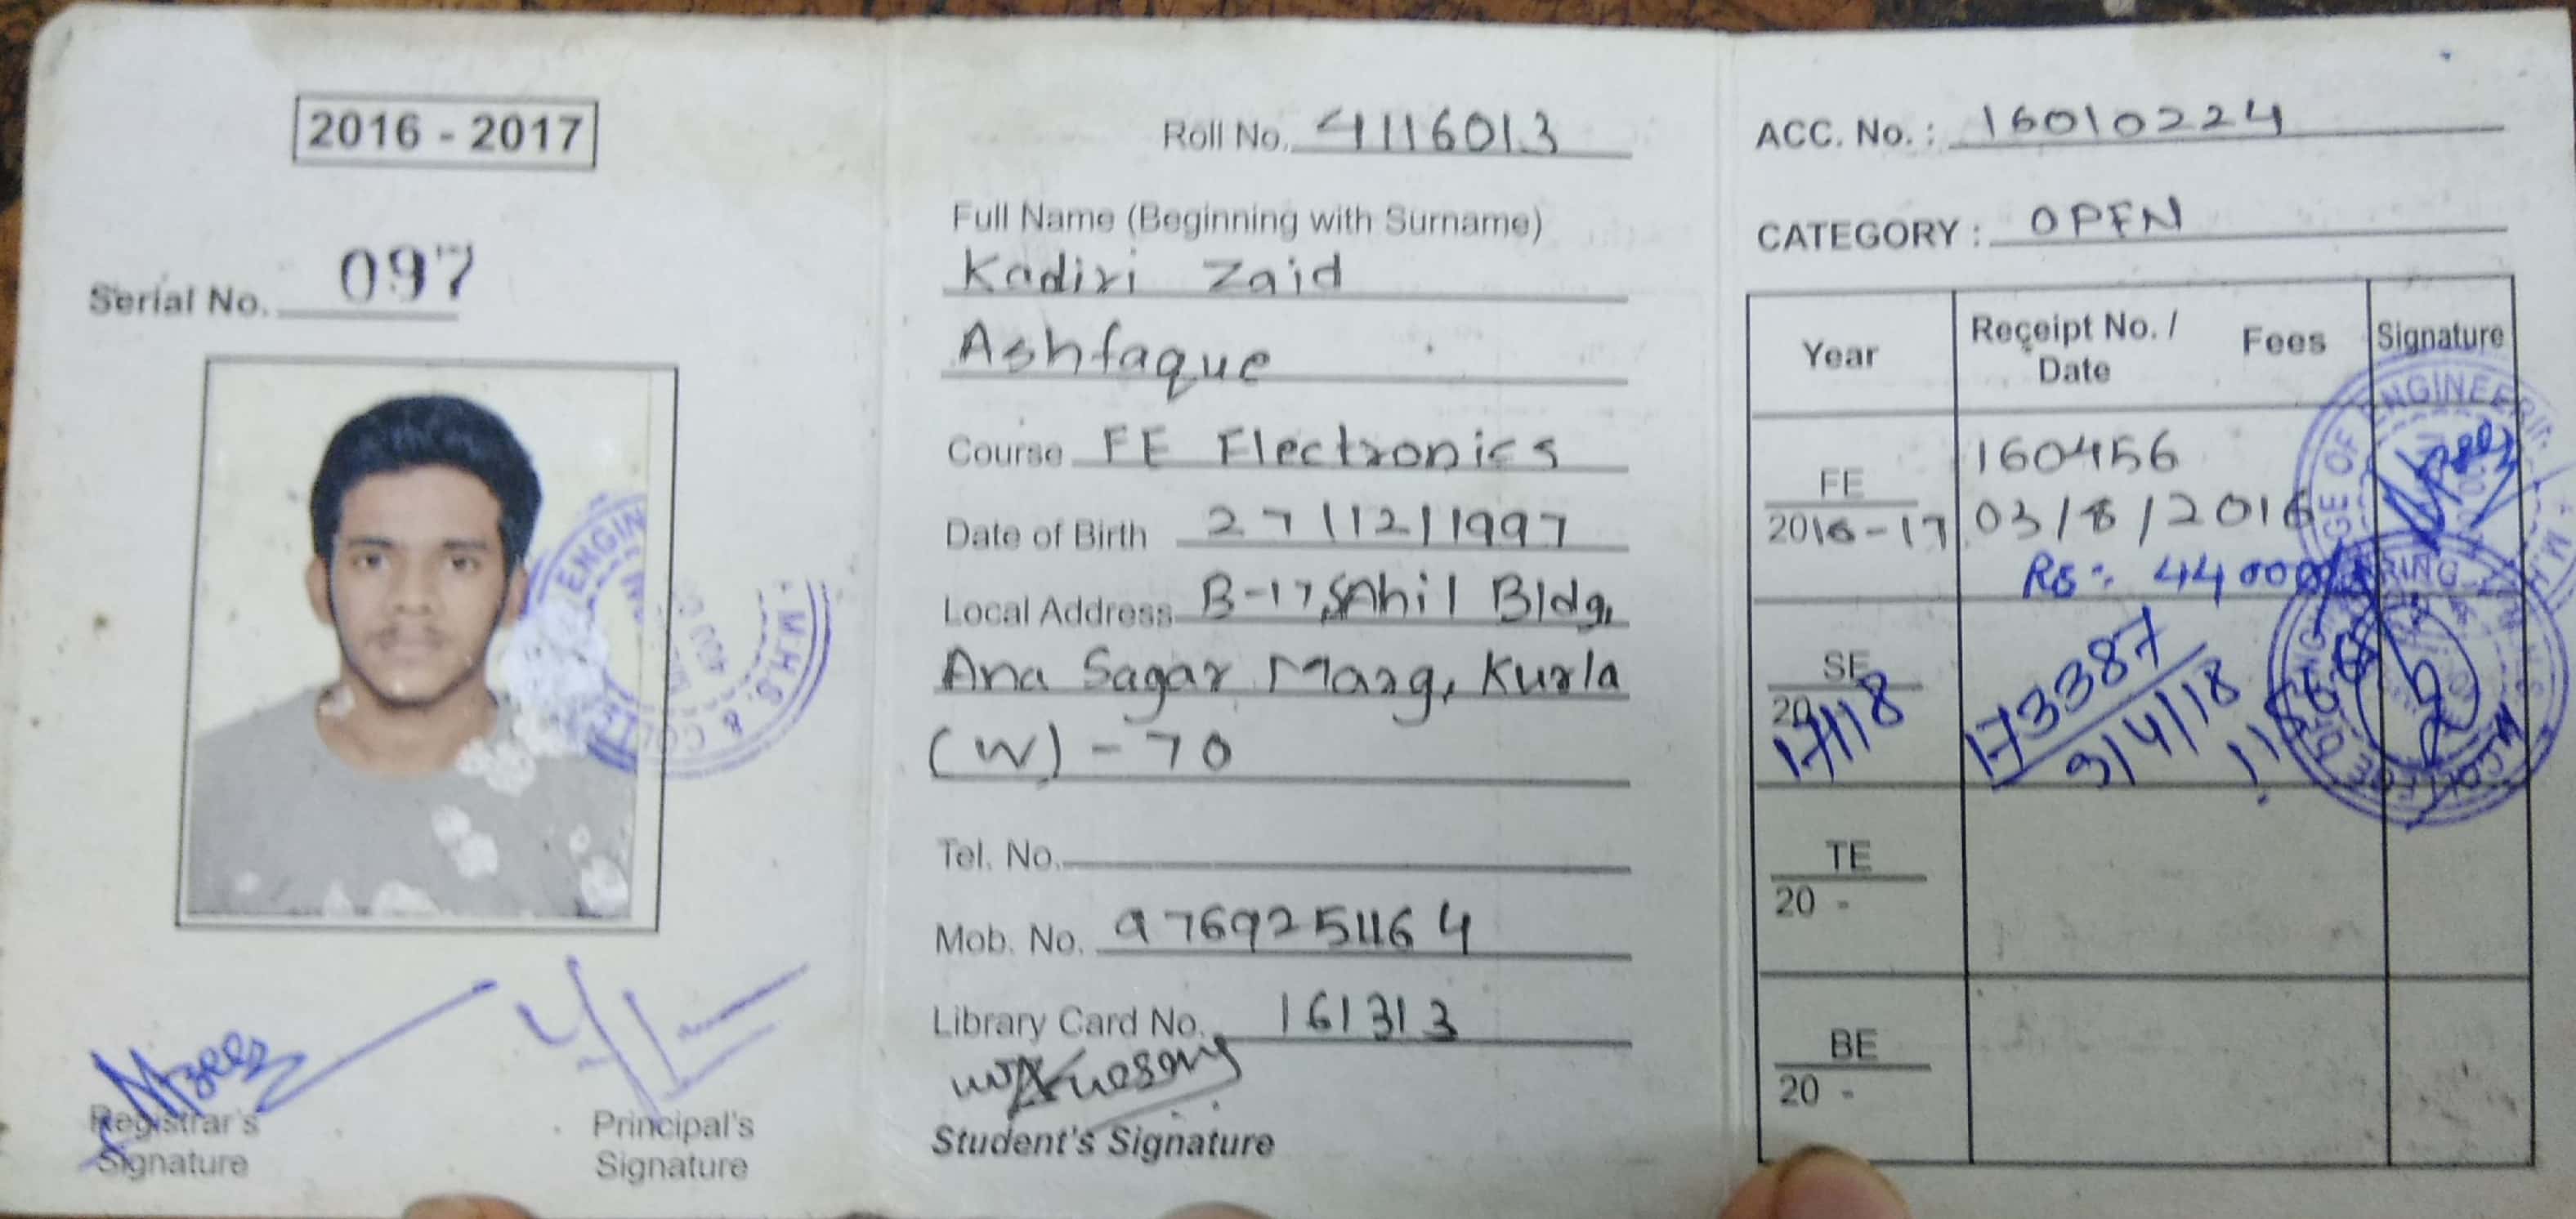 2016 - 2017
Serial No. 097
Registrar's
Signature
Principal's
Signature
Roll No. 4116013
Full Name (Beginning with Surname)
Kadiri Zaid
Ashfaque
Course FE Electronics
Date of Birth 27/12/1997
Local Address B-17, SAhil Bldg,
Ana Sagar Marg, Kurla
(W) - 70
Tel. No.
Mob. No. 9769251164
Library Card No. 161313
Student's Signature
ACC. No. : 16010224
CATEGORY : OPEN
Year Receipt No. / Date Fees Signature
FE 160456
2016-17 03/8/2016
Rs :- 44000/-
SE 173387
20 17/18 9/4/18
TE
20 -
BE
20 -